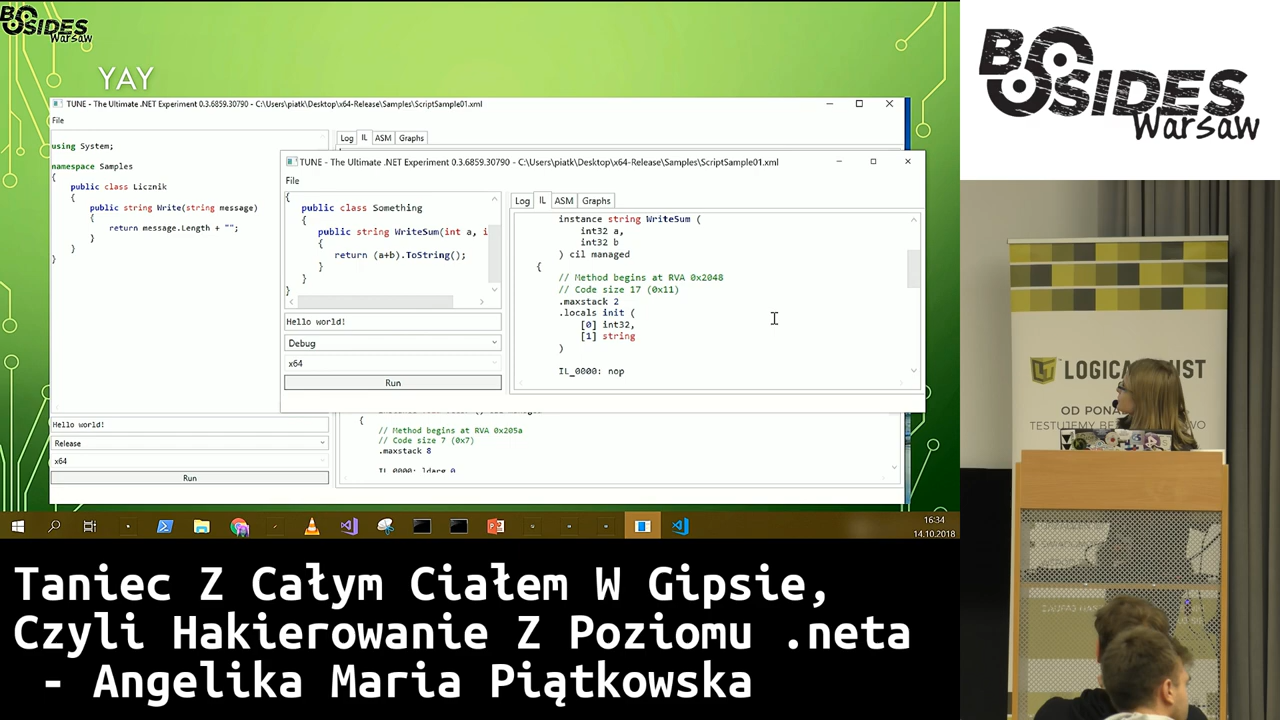 BSIDES
Warsaw
YAY
TUNE - The Ultimate .NET Experiment 0.3.6859.30790 - C:\Users\piatk\Desktop\x64-Release\Samples\ScriptSample01.xml
File
using System;
namespace Samples
{
public class Licznik
{
public string Write(string message)
{
return message.Length + "";
}
}
}
Hello world!
Release
x64
Run
Log IL ASM Graphs
{
// Method begins at RVA 0x205a
// Code size 7 (0x7)
.maxstack 8
IL_0000: ldarg.0
TUNE - The Ultimate .NET Experiment 0.3.6859.30790 - C:\Users\piatk\Desktop\x64-Release\Samples\ScriptSample01.xml
File
{
public class Something
{
public string WriteSum(int a, i
{
return (a+b).ToString();
}
}
}
Hello world!
Debug
x64
Run
Log IL ASM Graphs
instance string WriteSum (
int32 a,
int32 b
) cil managed
{
// Method begins at RVA 0x2048
// Code size 17 (0x11)
.maxstack 2
.locals init (
[0] int32,
[1] string
)
IL_0000: nop
16:34
14.10.2018
BSIDES
Warsaw
OD
TESTUJEMY
Taniec Z Całym Ciałem W Gipsie,
Czyli Hakierowanie Z Poziomu .neta
- Angelika Maria Piątkowska